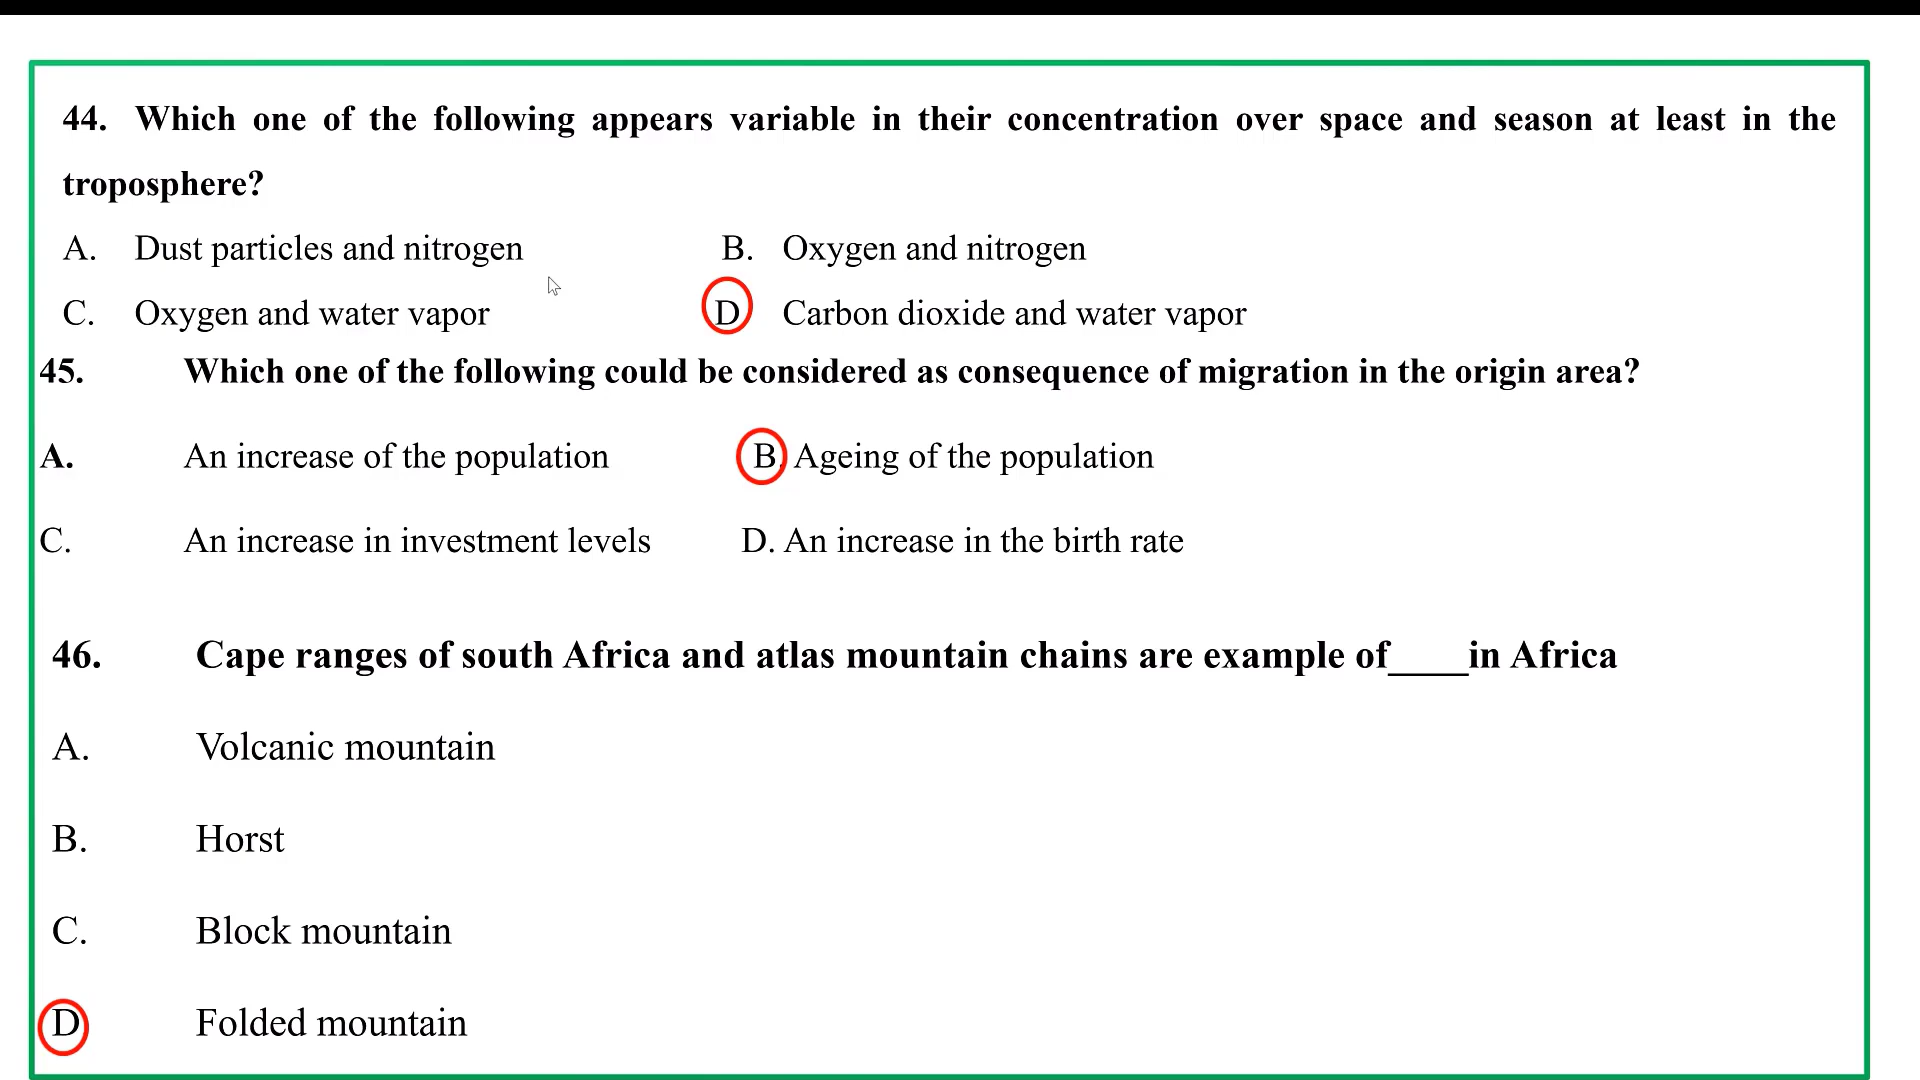 44. Which one of the following appears variable in their concentration over space and season at least in the
troposphere?
A. Dust particles and nitrogen B. Oxygen and nitrogen
C. Oxygen and water vapor D Carbon dioxide and water vapor
45. Which one of the following could be considered as consequence of migration in the origin area?
A. An increase of the population B. Ageing of the population
C. An increase in investment levels D. An increase in the birth rate
46. Cape ranges of south Africa and atlas mountain chains are example of____in Africa
A. Volcanic mountain
B. Horst
C. Block mountain
D Folded mountain